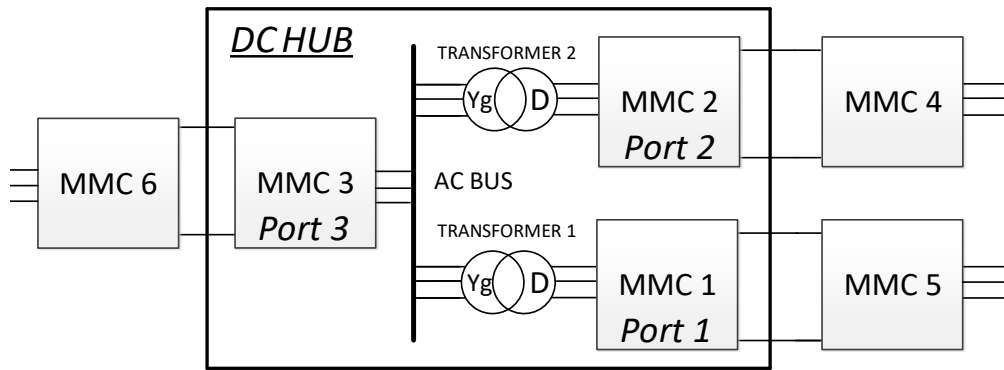 DC HUB
TRANSFORMER 2
Yg D
MMC 2
Port 2
MMC 4
MMC 6
MMC 3
Port 3
AC BUS
TRANSFORMER 1
Yg D
MMC 1
Port 1
MMC 5